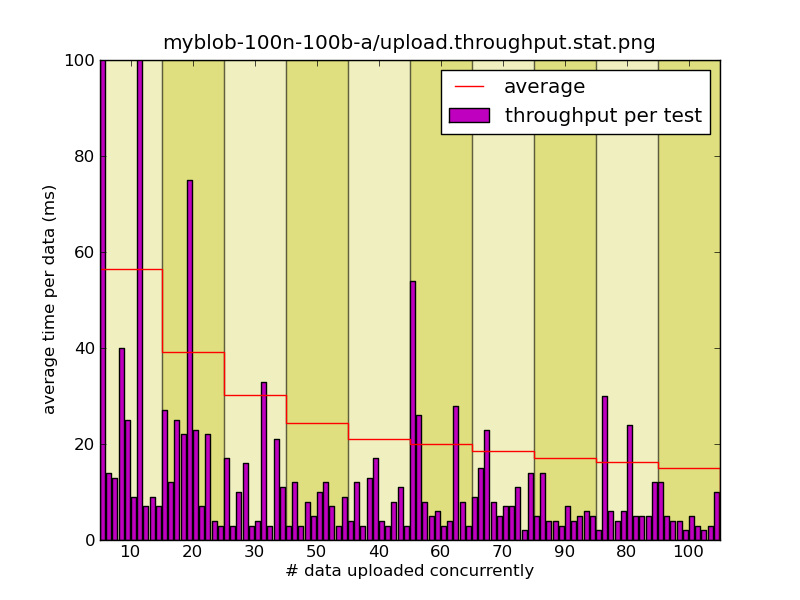 myblob-100n-100b-a/upload.throughput.stat.png
average
throughput per test
average time per data (ms)
100
80
60
40
20
0
10 20 30 50 40 60 70 90 80 100
# data uploaded concurrently